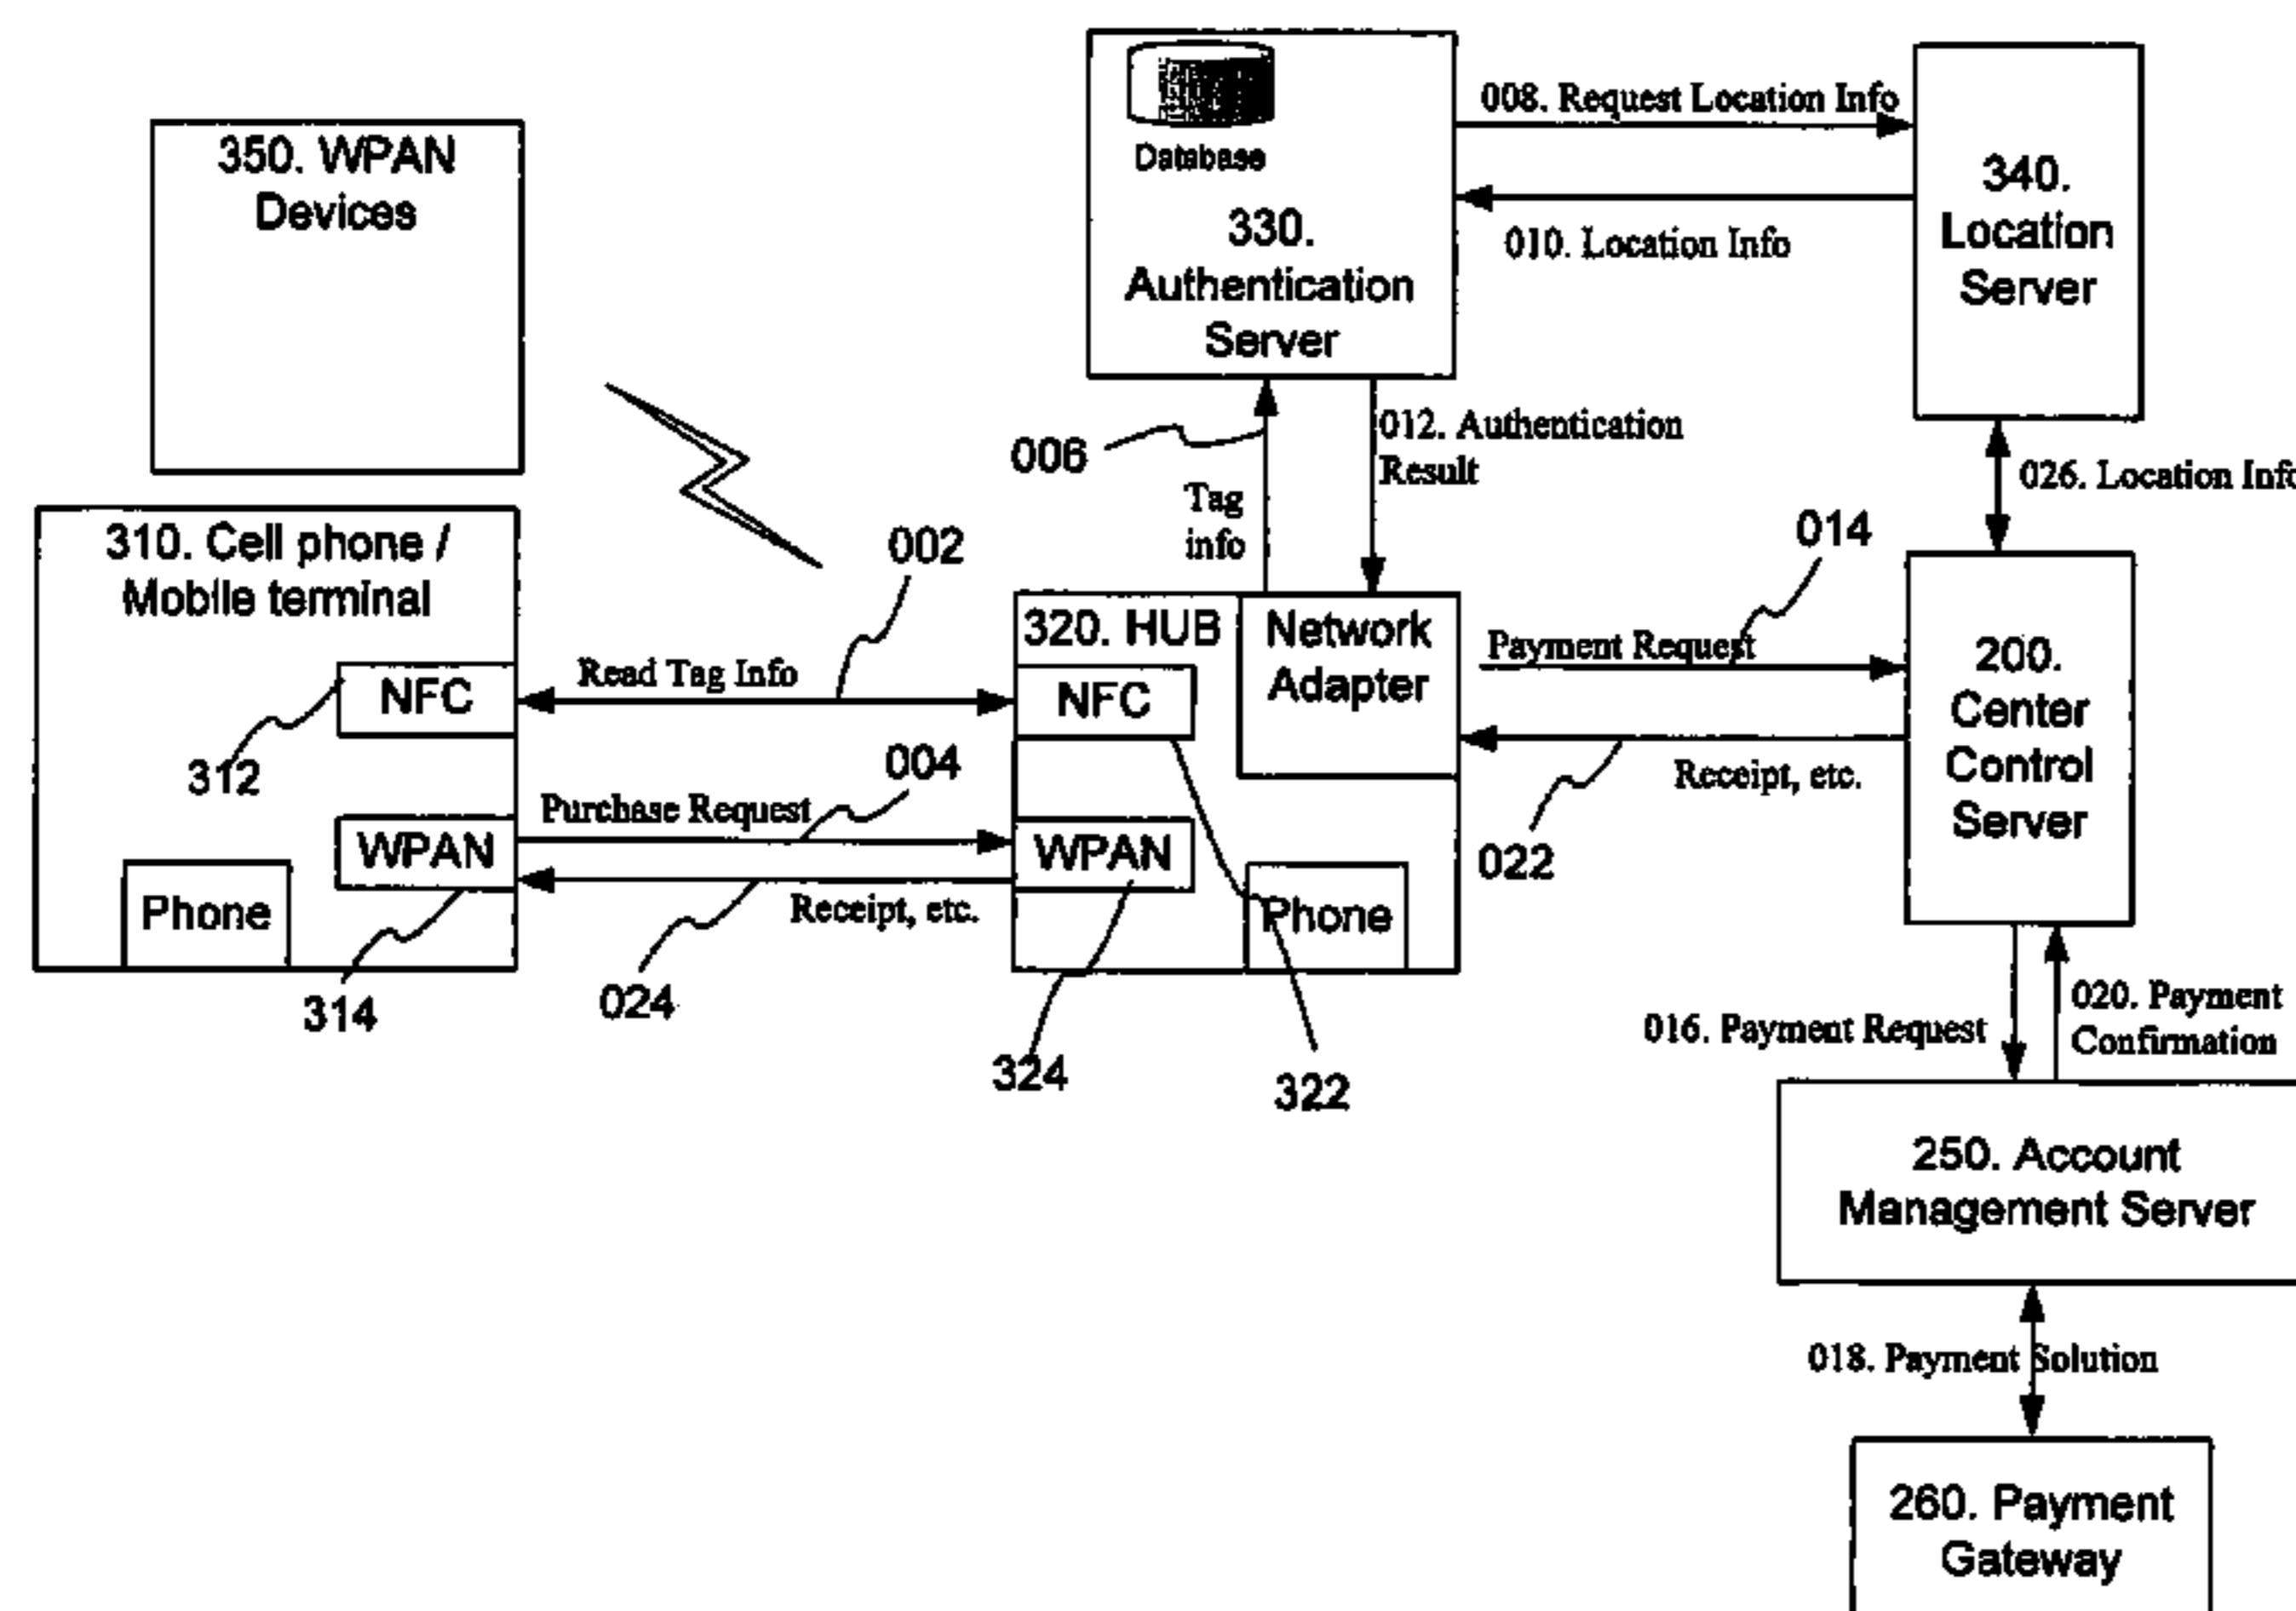 Database
330.
Authentication
Server
008. Request Location Info
010. Location Info
340.
Location
Server
350. WPAN
Devices
006
Tag
info
012. Authentication
Result
026. Location Info
310. Cell phone /
Mobile terminal
NFC
312
WPAN
314
Phone
002
Read Tag Info
004
Purchase Request
Receipt, etc.
024
320. HUB
Network
Adapter
NFC
WPAN
Phone
324
322
014
Payment Request
Receipt, etc.
022
200.
Center
Control
Server
016. Payment Request
020. Payment
Confirmation
250. Account
Management Server
018. Payment Solution
260. Payment
Gateway